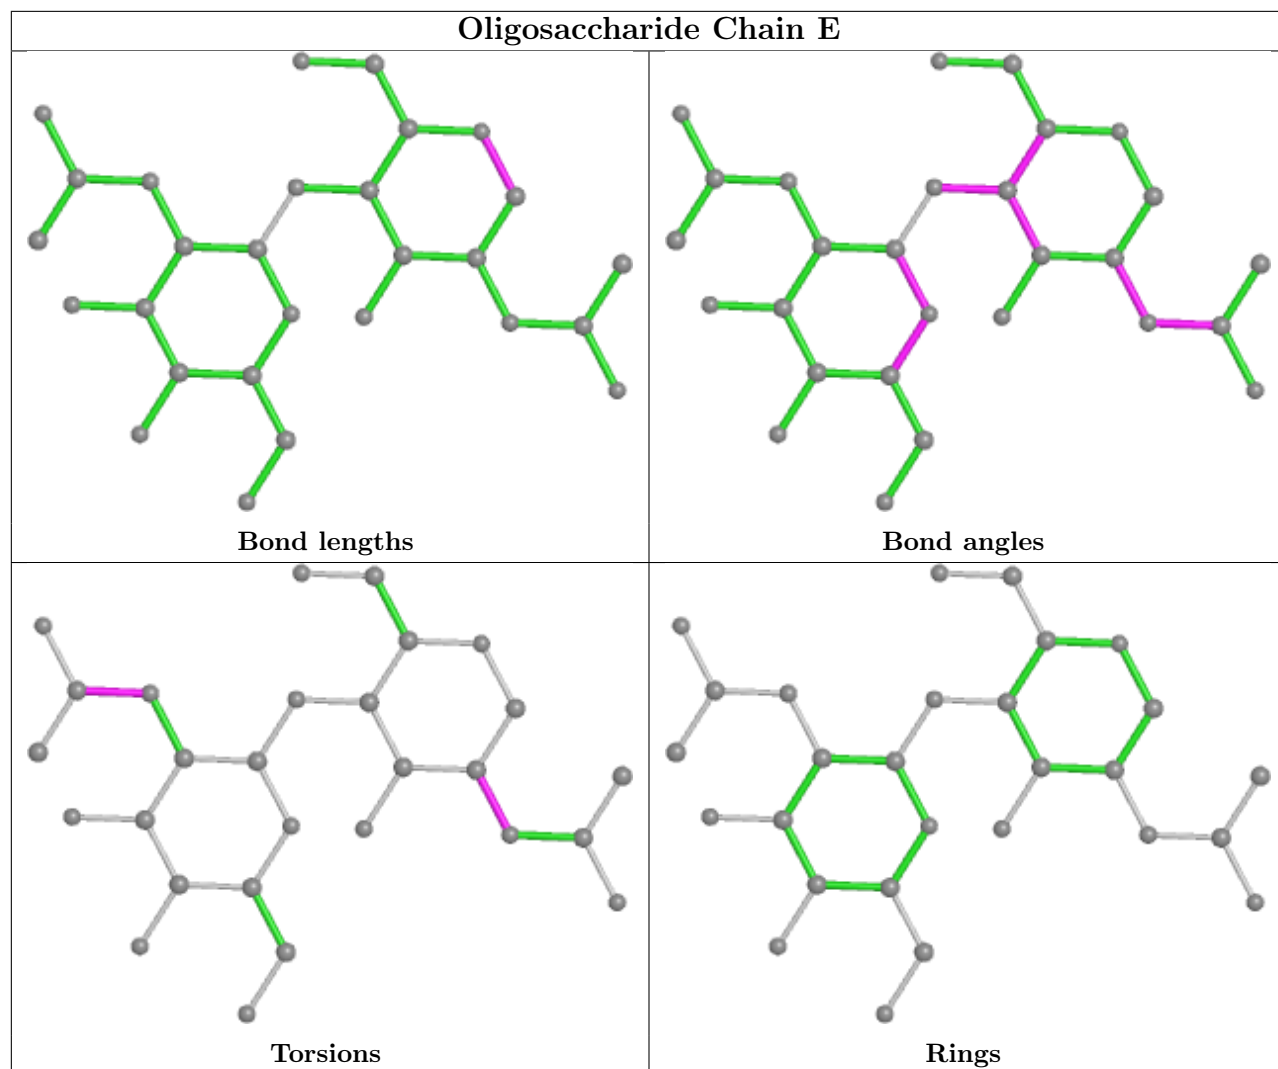 Oligosaccharide Chain E
Bond lengths
Bond angles
Torsions
Rings